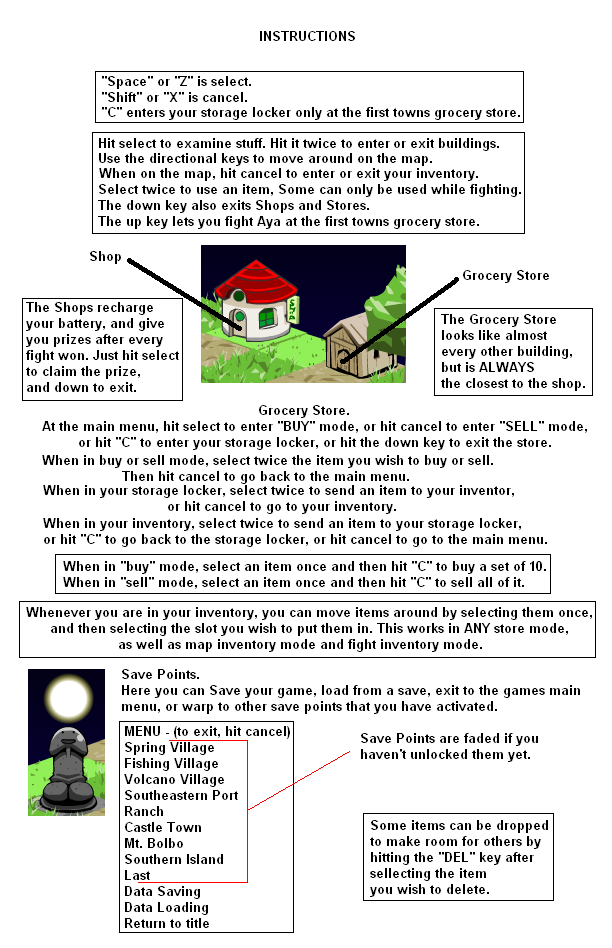 INSTRUCTIONS
"Space" or "Z" is select.
"Shift" or "X" is cancel.
"C" enters your storage locker only at the first towns grocery store.
Hit select to examine stuff. Hit it twice to enter or exit buildings.
Use the directional keys to move around on the map.
When on the map, hit cancel to enter or exit your inventory.
Select twice to use an item, Some can only be used while fighting.
The down key also exits Shops and Stores.
The up key lets you fight Aya at the first towns grocery store.
Shop
Grocery Store
The Shops recharge
your battery, and give
you prizes after every
fight won. Just hit select
to claim the prize,
and down to exit.
The Grocery Store
looks like almost
every other building,
but is ALWAYS
the closest to the shop.
Grocery Store.
At the main menu, hit select to enter "BUY" mode, or hit cancel to enter "SELL" mode,
or hit "C" to enter your storage locker, or hit the down key to exit the store.
When in buy or sell mode, select twice the item you wish to buy or sell.
Then hit cancel to go back to the main menu.
When in your storage locker, select twice to send an item to your inventor,
or hit cancel to go to your inventory.
When in your inventory, select twice to send an item to your storage locker,
or hit "C" to go back to the storage locker, or hit cancel to go to the main menu.
When in "buy" mode, select an item once and then hit "C" to buy a set of 10.
When in "sell" mode, select an item once and then hit "C" to sell all of it.
Whenever you are in your inventory, you can move items around by selecting them once,
and then selecting the slot you wish to put them in. This works in ANY store mode,
as well as map inventory mode and fight inventory mode.
Save Points.
Here you can Save your game, load from a save, exit to the games main
menu, or warp to other save points that you have activated.
MENU - (to exit, hit cancel)
Spring Village
Fishing Village
Volcano Village
Southeastern Port
Ranch
Castle Town
Mt. Bolbo
Southern Island
Last
Data Saving
Data Loading
Return to title
Save Points are faded if you
haven't unlocked them yet.
Some items can be dropped
to make room for others by
hitting the "DEL" key after
sellecting the item
you wish to delete.